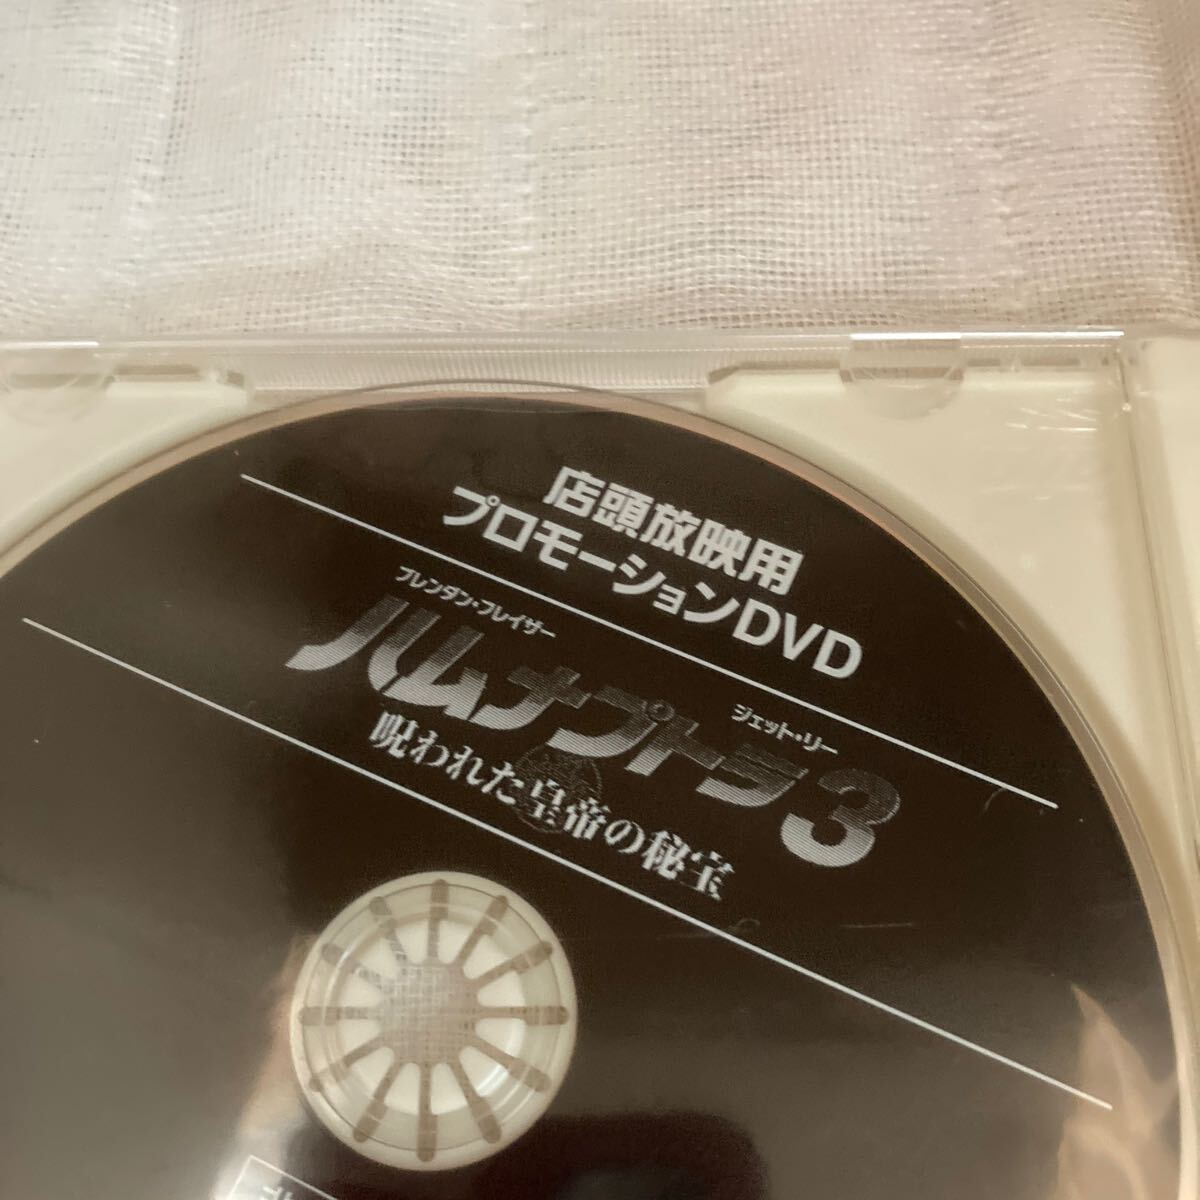 店頭放映用
プロモーションDVD
ブレンダン・フレイザー
ジェット・リー
ハムナプトラ3
呪われた皇帝の秘宝